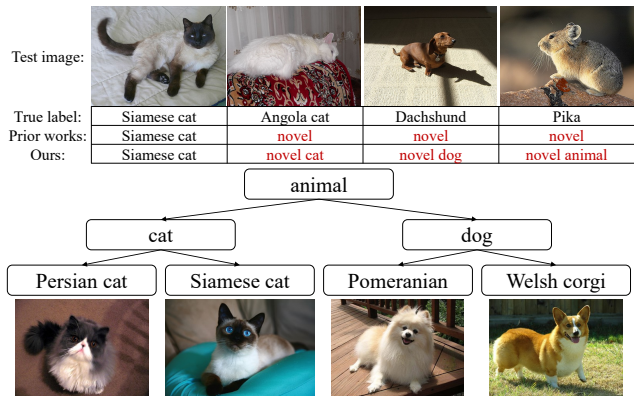 Test image:
True label: Siamese cat Angola cat Dachshund Pika
Prior works: Siamese cat novel novel novel
Ours: Siamese cat novel cat novel dog novel animal
animal
cat dog
Persian cat Siamese cat Pomeranian Welsh corgi